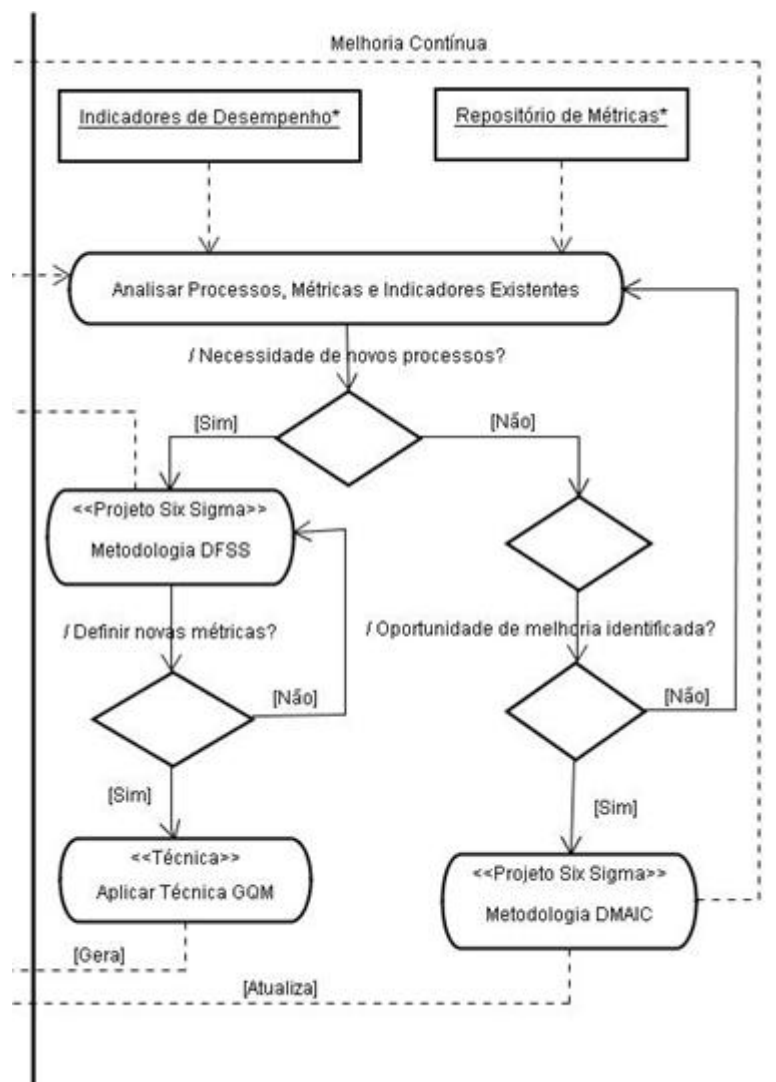 Melhoria Contínua
Indicadores de Desempenho*
Repositório de Métricas*
Analisar Processos, Métricas e Indicadores Existentes
/ Necessidade de novos processos?
[Sim]
[Não]
<<Projeto Six Sigma>>
Metodologia DFSS
/ Definir novas métricas?
/ Oportunidade de melhoria identificada?
[Não]
[Não]
[Sim]
[Sim]
<<Técnica>>
Aplicar Técnica GQM
<<Projeto Six Sigma>>
Metodologia DMAIC
[Gera]
[Atualiza]